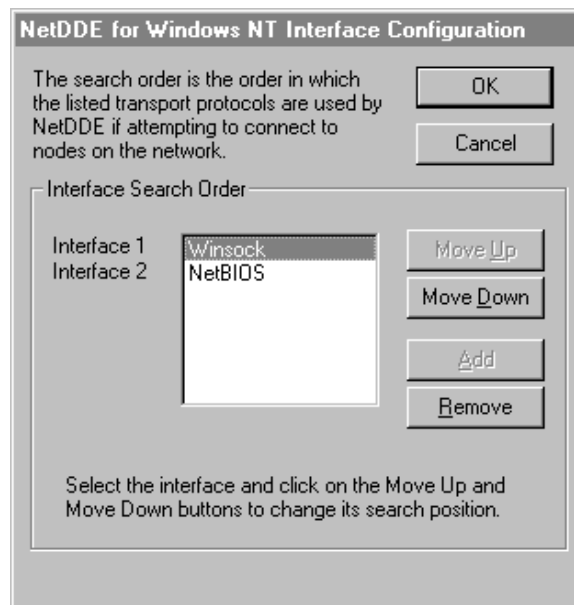 NetDDE for Windows NT Interface Configuration
The search order is the order in which
the listed transport protocols are used by
NetDDE if attempting to connect to
nodes on the network.
OK
Cancel
Interface Search Order
Interface 1
Interface 2
Winsock
NetBIOS
Move Up
Move Down
Add
Remove
Select the interface and click on the Move Up and
Move Down buttons to change its search position.